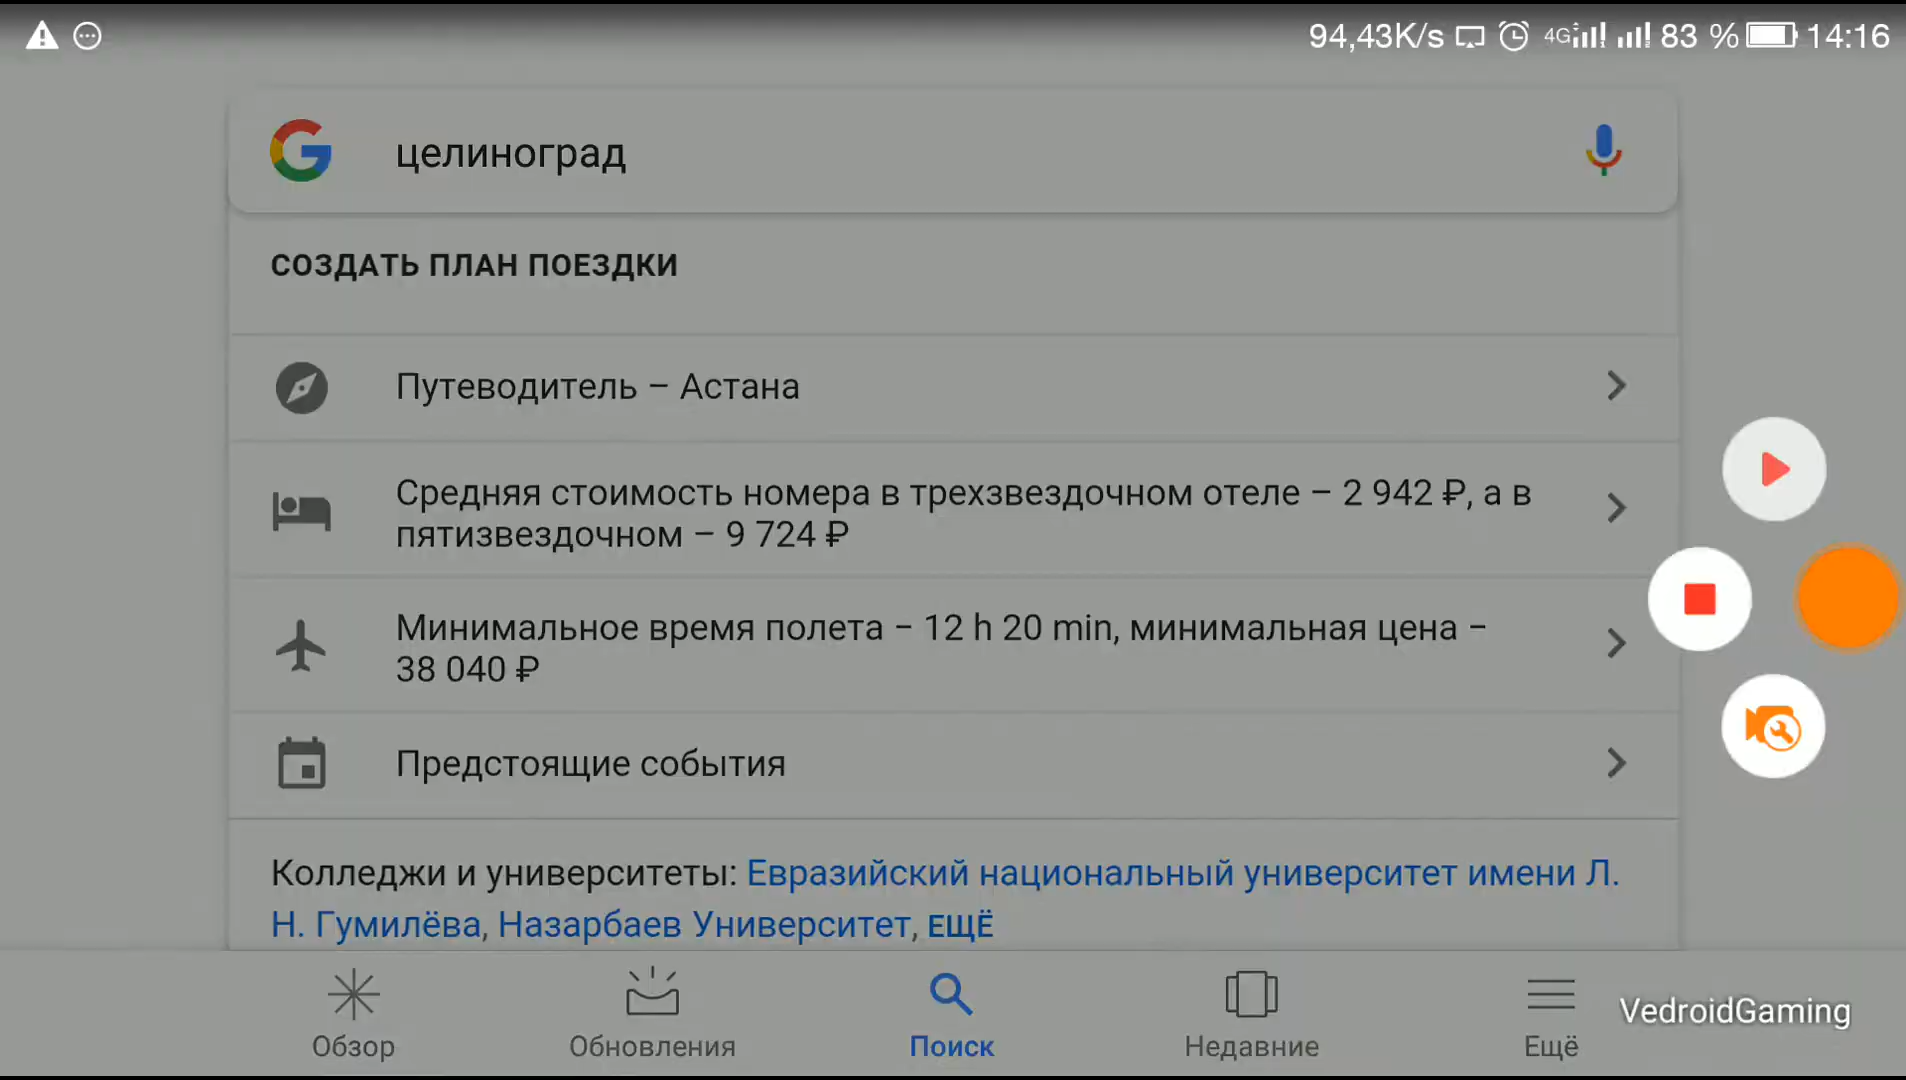 94,43K/s 4G 83 % 14:16
целиноград
СОЗДАТЬ ПЛАН ПОЕЗДКИ
Путеводитель – Астана
Средняя стоимость номера в трехзвездочном отеле – 2 942 ₽, а в
пятизвездочном – 9 724 ₽
Минимальное время полета – 12 h 20 min, минимальная цена –
38 040 ₽
Предстоящие события
Колледжи и университеты: Евразийский национальный университет имени Л.
Н. Гумилёва, Назарбаев Университет, ЕЩЁ
Обзор
Обновления
Поиск
Недавние
Ещё
VedroidGaming